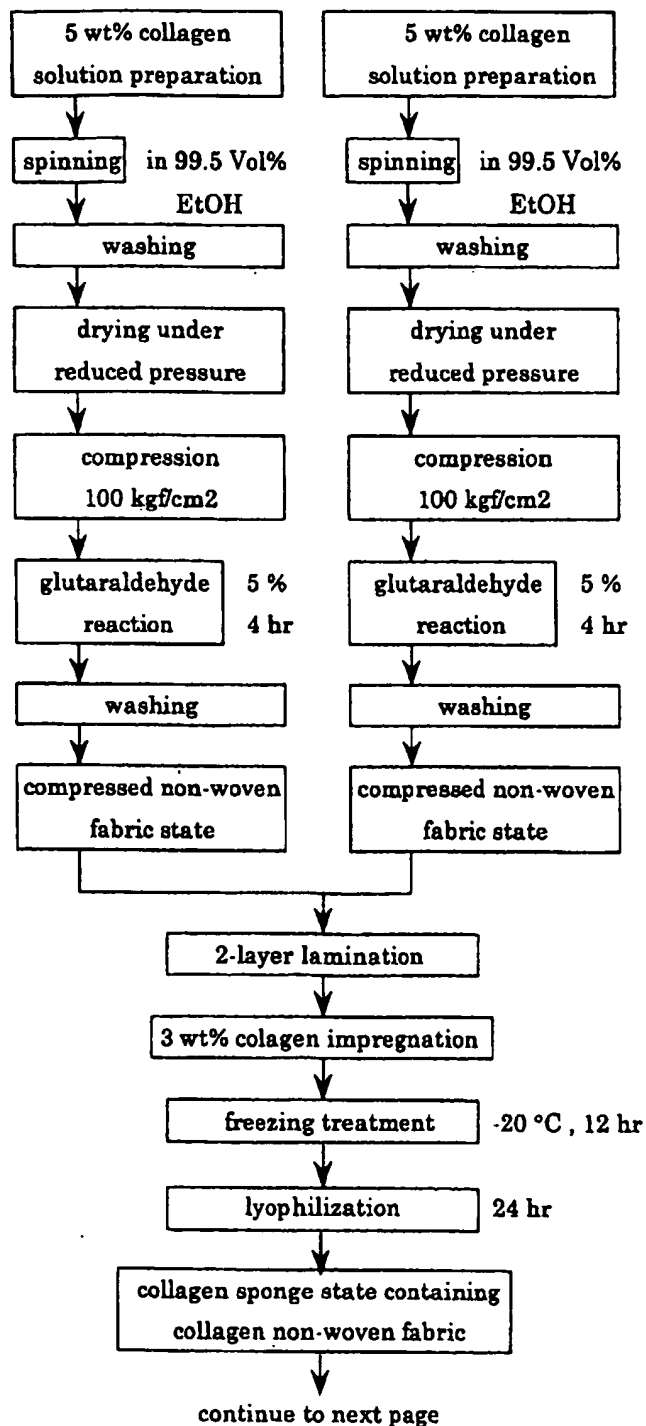 5 wt% collagen
solution preparation
spinning in 99.5 Vol%
EtOH
washing
drying under
reduced pressure
compression
100 kgf/cm2
glutaraldehyde 5 %
reaction 4 hr
washing
compressed non-woven
fabric state
5 wt% collagen
solution preparation
spinning in 99.5 Vol%
EtOH
washing
drying under
reduced pressure
compression
100 kgf/cm2
glutaraldehyde 5 %
reaction 4 hr
washing
compressed non-woven
fabric state
2-layer lamination
3 wt% colagen impregnation
freezing treatment -20 °C , 12 hr
lyophilization 24 hr
collagen sponge state containing
collagen non-woven fabric
continue to next page